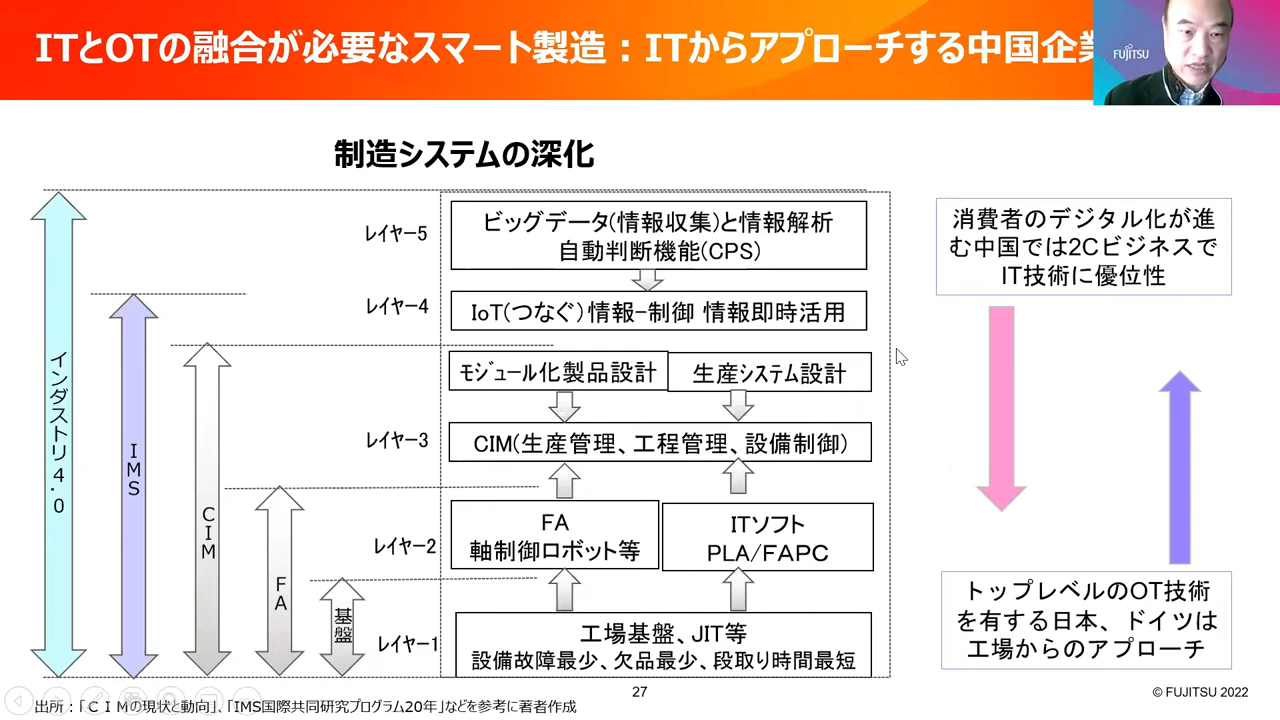 ITとOTの融合が必要なスマート製造：ITからアプローチする中国企業
FUJITSU
制造システムの深化
レイヤー5
ビッグデータ(情報収集)と情報解析
自動判断機能(CPS)
レイヤー4
IoT(つなぐ)情報-制御 情報即時活用
モジュール化製品設計
生産システム設計
レイヤー3
CIM(生産管理、工程管理、設備制御)
レイヤー2
FA
軸制御ロボット等
ITソフト
PLA/FAPC
レイヤー1
工場基盤、JIT等
設備故障最少、欠品最少、段取り時間最短
インダストリ4.0
IMS
CIM
FA
基盤
消費者のデジタル化が進
む中国では2Cビジネスで
IT技術に優位性
トップレベルのOT技術
を有する日本、ドイツは
工場からのアプローチ
出所：「ＣＩＭの現状と動向」、「IMS国際共同研究プログラム20年」などを参考に著者作成
27
© FUJITSU 2022